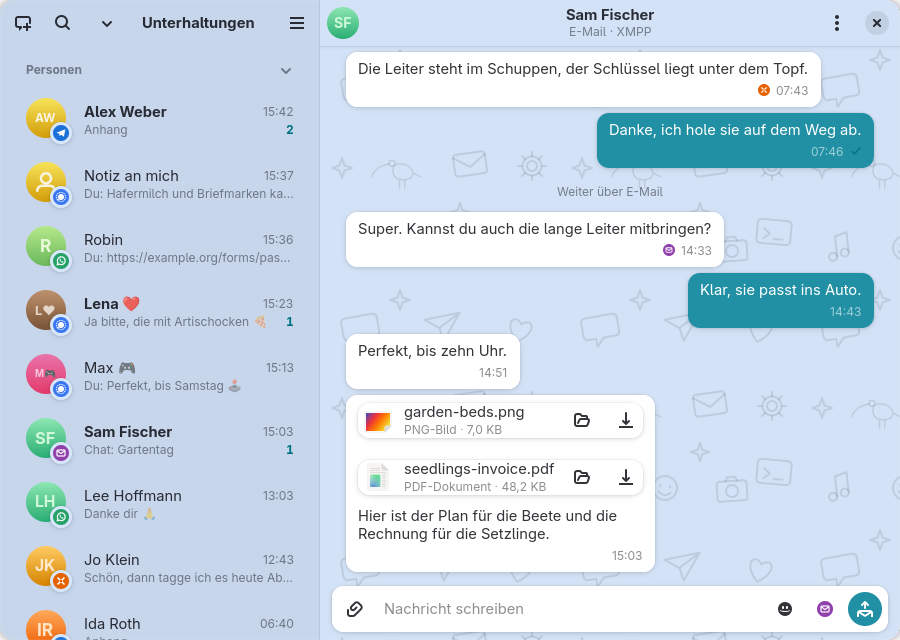 Unterhaltungen
Personen
AW
Alex Weber
15:42
Anhang
2
Notiz an mich
15:37
Du: Hafermilch und Briefmarken ka...
R
Robin
15:36
Du: https://example.org/forms/pas...
L
Lena ❤️
15:23
Ja bitte, die mit Artischocken 🍕
1
M🎮
Max 🎮
15:13
Du: Perfekt, bis Samstag 🕹️
SF
Sam Fischer
15:03
Chat: Gartentag
1
LH
Lee Hoffmann
13:03
Danke dir 🙏
JK
Jo Klein
12:43
Schön, dann tagge ich es heute Ab...
IR
Ida Roth
06:40
Anhang
SF
Sam Fischer
E-Mail · XMPP
Die Leiter steht im Schuppen, der Schlüssel liegt unter dem Topf.
07:43
Danke, ich hole sie auf dem Weg ab.
07:46 ✓
Weiter über E-Mail
Super. Kannst du auch die lange Leiter mitbringen?
14:33
Klar, sie passt ins Auto.
14:43
Perfekt, bis zehn Uhr.
14:51
garden-beds.png
PNG-Bild · 7,0 KB
seedlings-invoice.pdf
PDF-Dokument · 48,2 KB
Hier ist der Plan für die Beete und die
Rechnung für die Setzlinge.
15:03
Nachricht schreiben